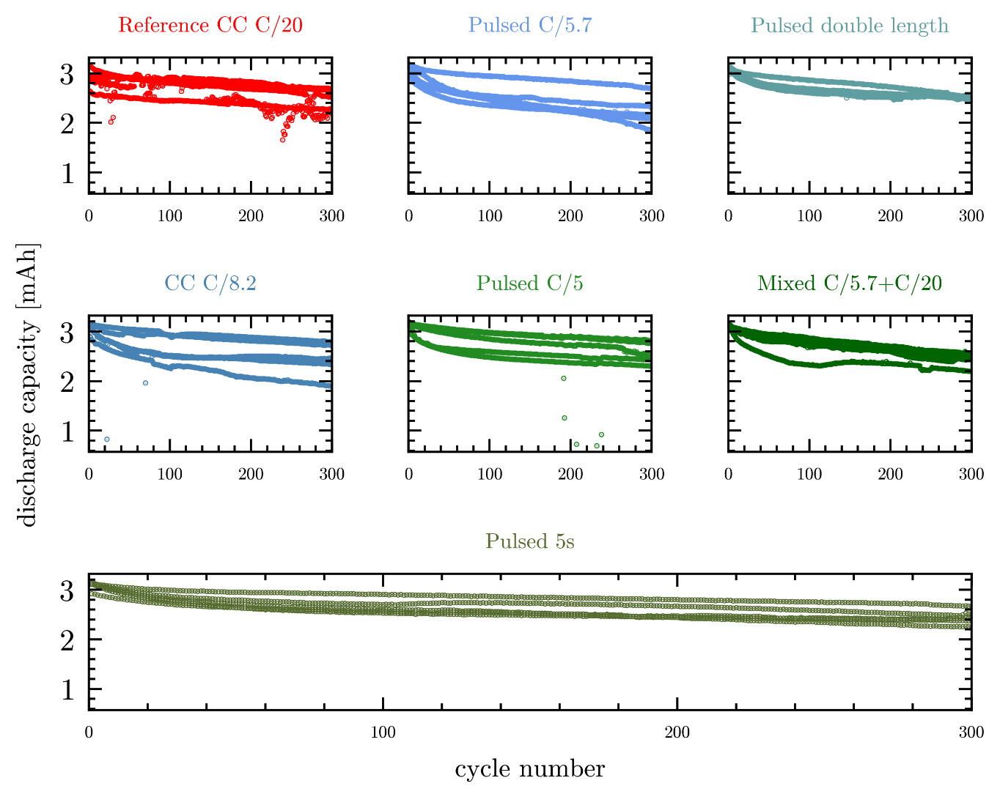 Reference CC C/20
Pulsed C/5.7
Pulsed double length
3
2
1
0 100 200 300
0 100 200 300
0 100 200 300
CC C/8.2
Pulsed C/5
Mixed C/5.7+C/20
3
2
1
0 100 200 300
0 100 200 300
0 100 200 300
discharge capacity [mAh]
Pulsed 5s
3
2
1
0 100 200 300
cycle number